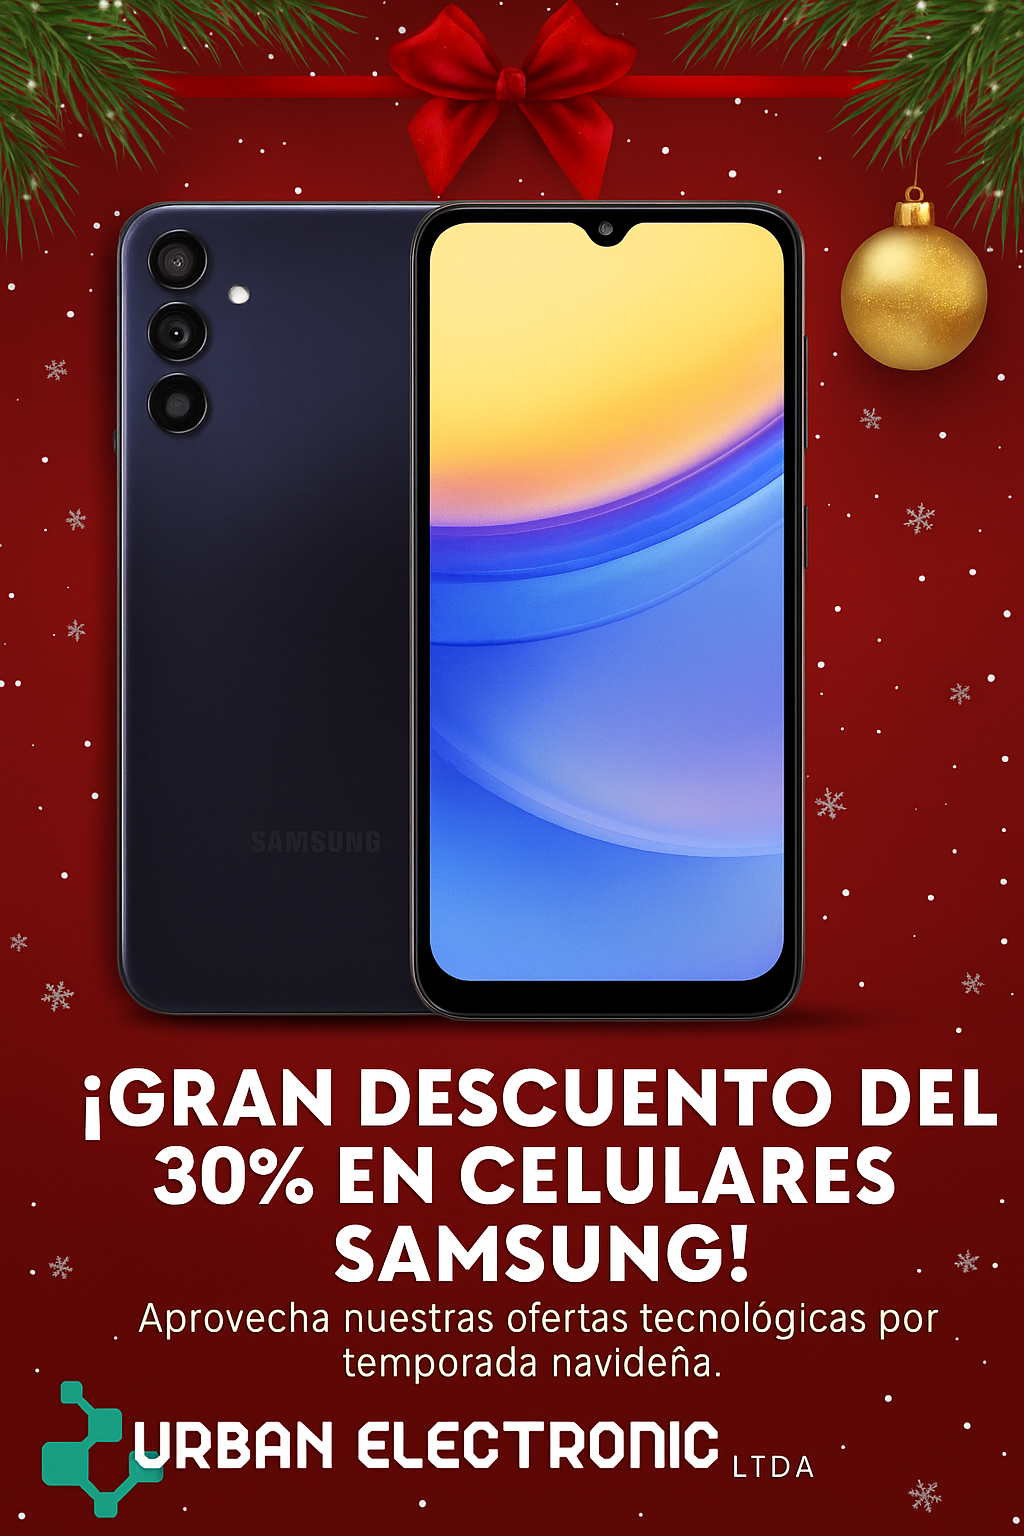 SAMSUNG
¡GRAN DESCUENTO DEL
30% EN CELULARES
SAMSUNG!
Aprovecha nuestras ofertas tecnológicas por
temporada navideña.
URBAN ELECTRONIC LTDA